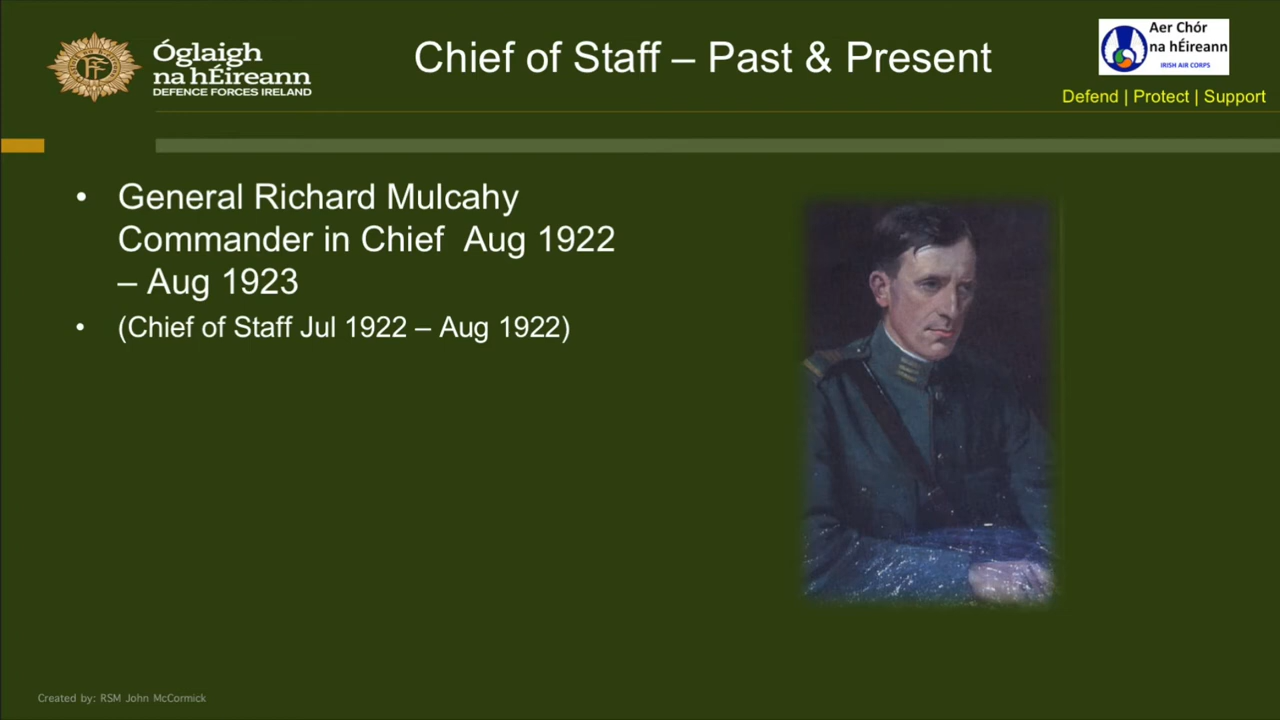 Óglaigh
na hÉireann
DEFENCE FORCES IRELAND
Chief of Staff – Past & Present
Aer Chór
na hÉireann
IRISH AIR CORPS
Defend | Protect | Support
• General Richard Mulcahy
Commander in Chief Aug 1922
– Aug 1923
• (Chief of Staff Jul 1922 – Aug 1922)
Created by: RSM John McCormick